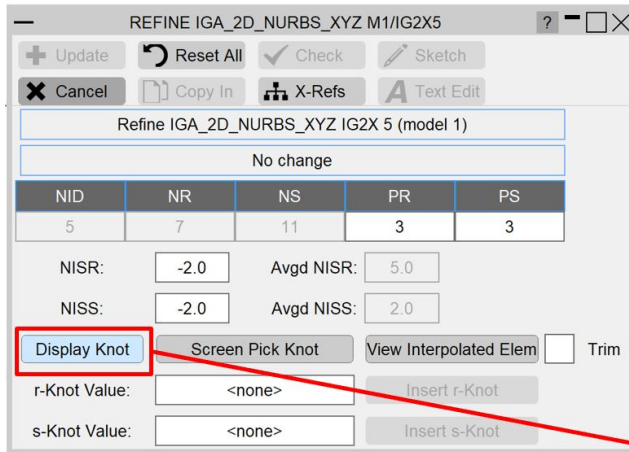 REFINE IGA_2D_NURBS_XYZ M1/IG2X5 ?
Update Reset All Check Sketch
Cancel Copy In X-Refs Text Edit
Refine IGA_2D_NURBS_XYZ IG2X 5 (model 1)
No change
NID NR NS PR PS
5 7 11 3 3
NISR: -2.0 Avgd NISR: 5.0
NISS: -2.0 Avgd NISS: 2.0
Display Knot Screen Pick Knot View Interpolated Elem Trim
r-Knot Value: <none> Insert r-Knot
s-Knot Value: <none> Insert s-Knot